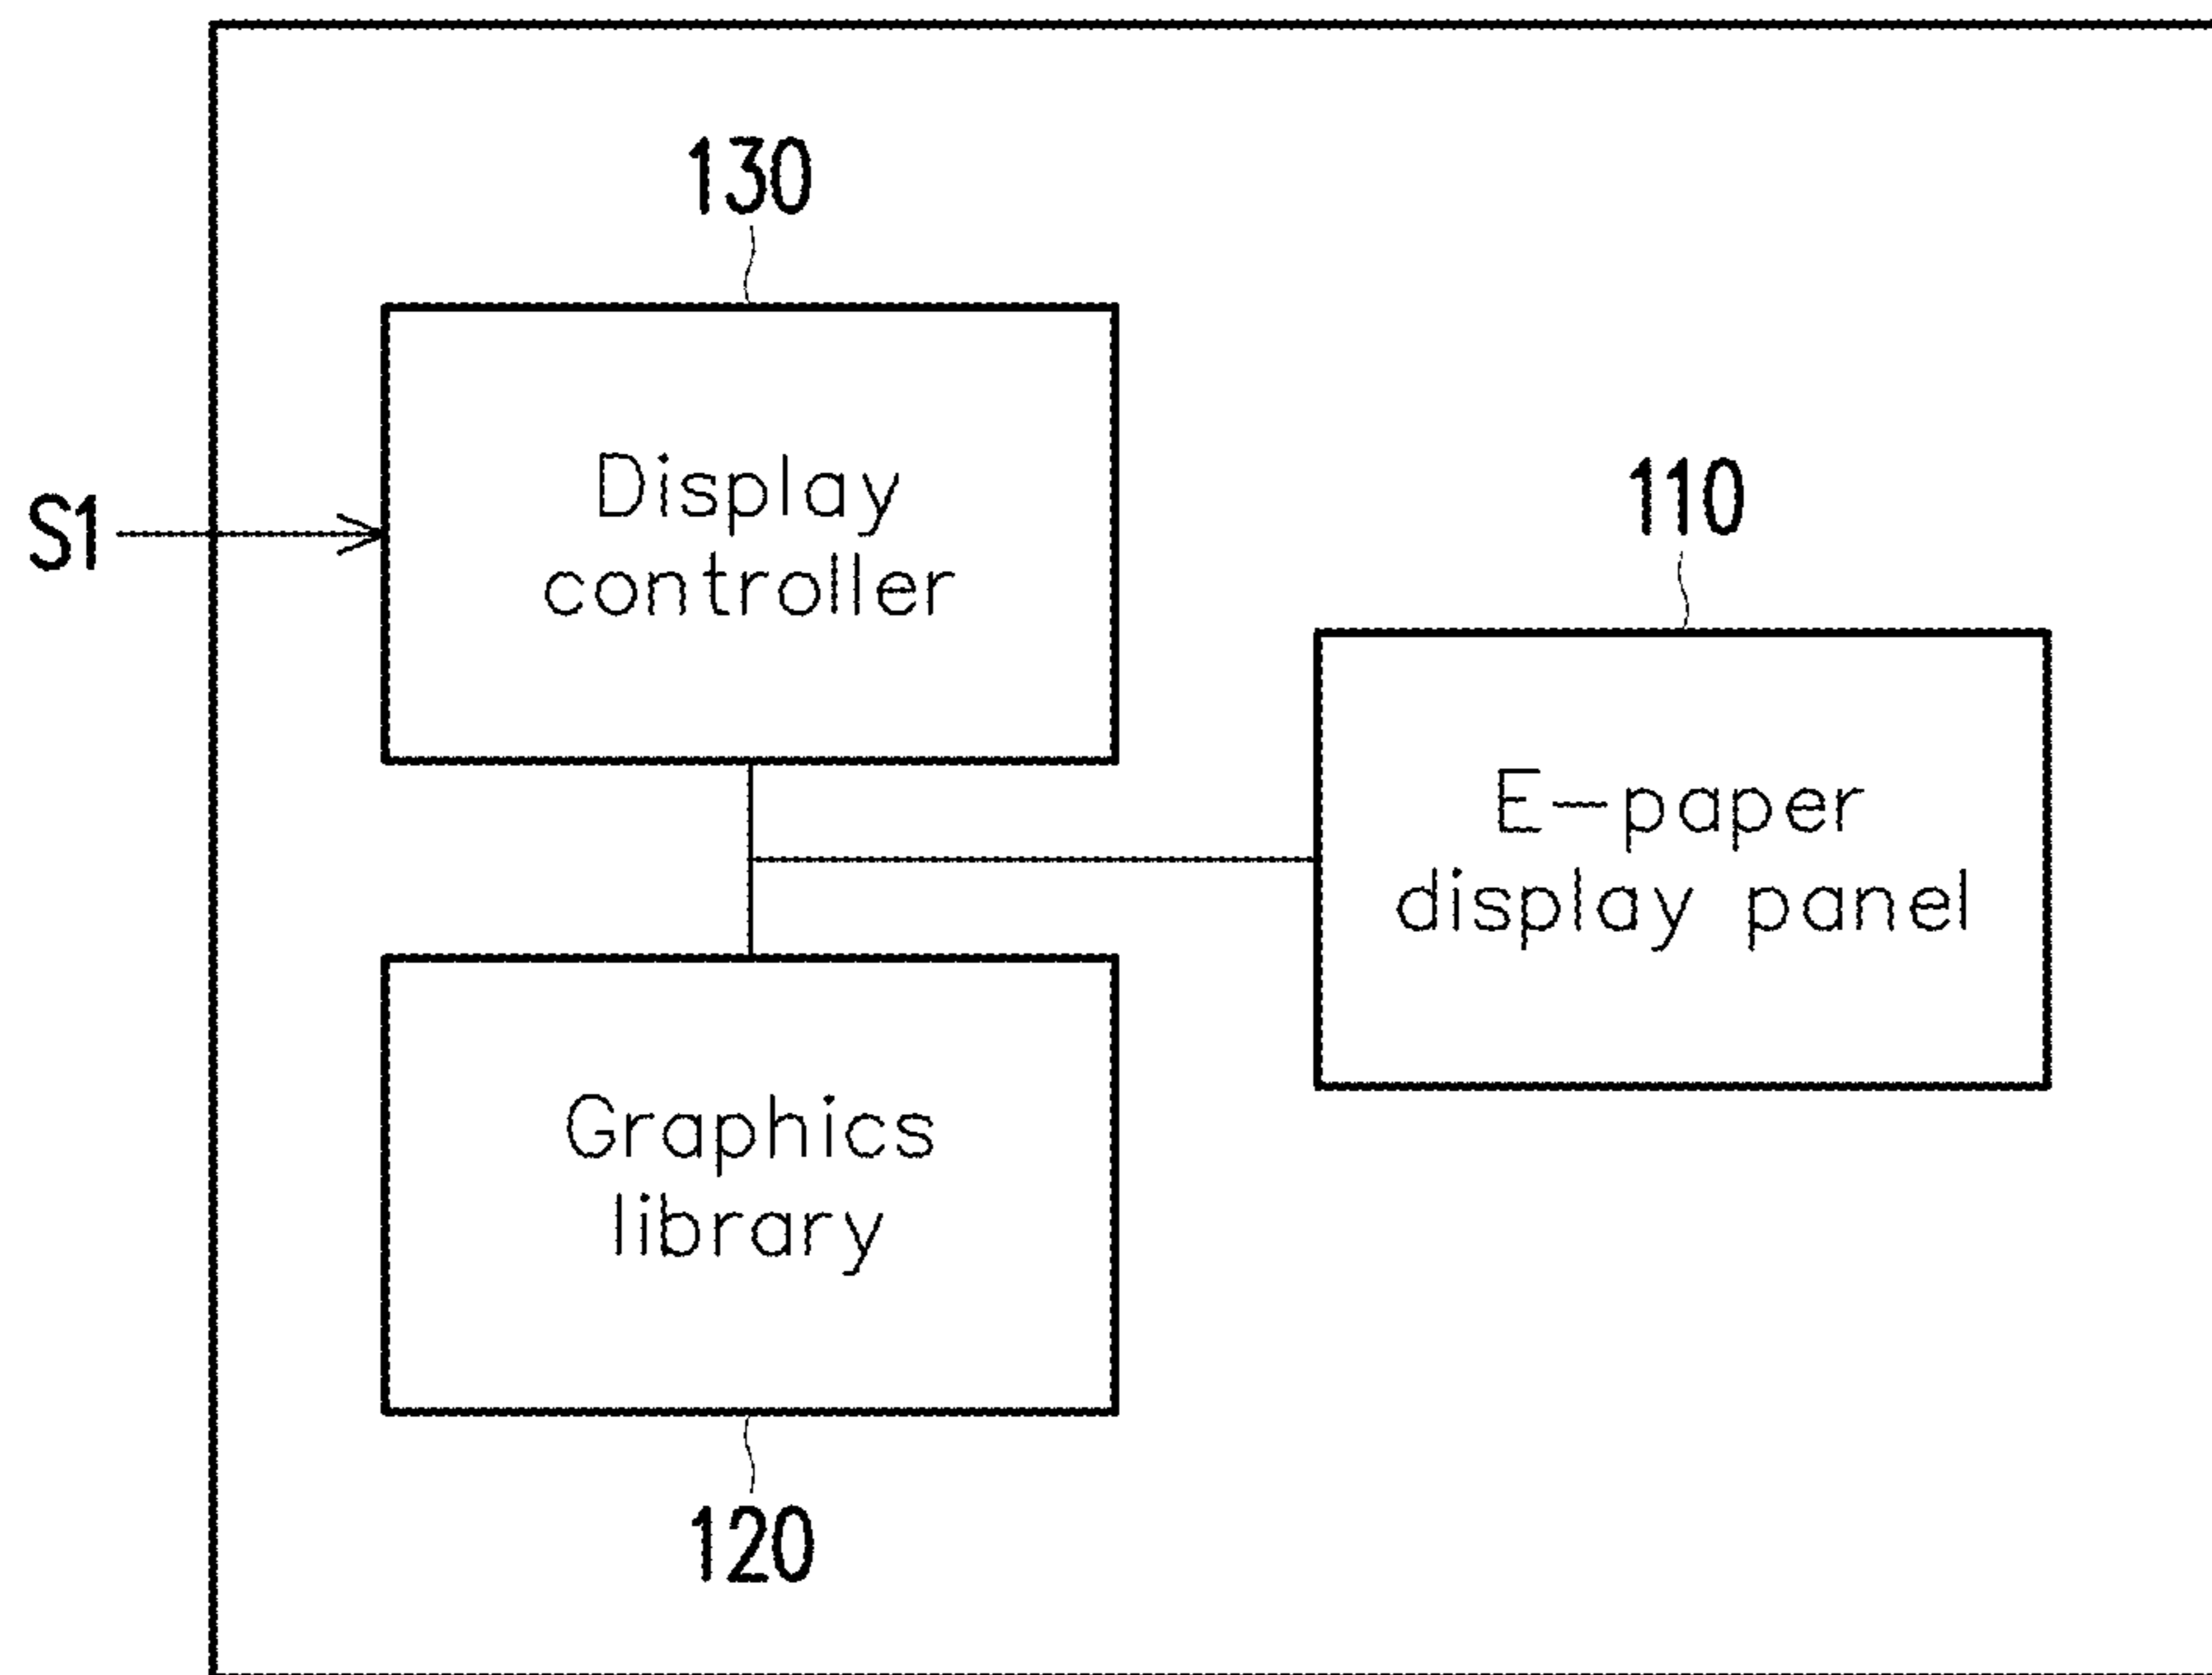 130
Display
controller
S1
110
E-paper
display panel
Graphics
library
120